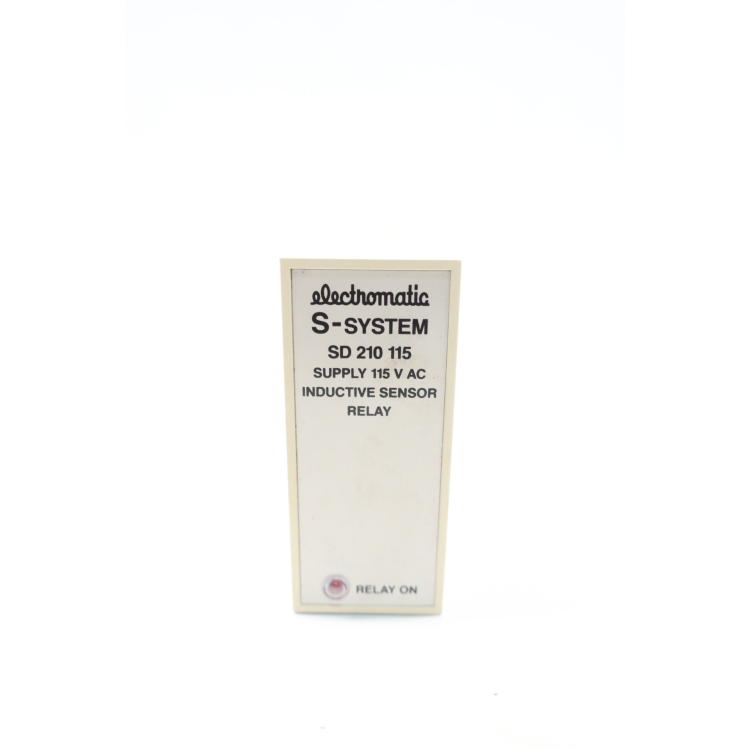 electromatic
S-SYSTEM
SD 210 115
SUPPLY 115 V AC
INDUCTIVE SENSOR
RELAY
RELAY ON